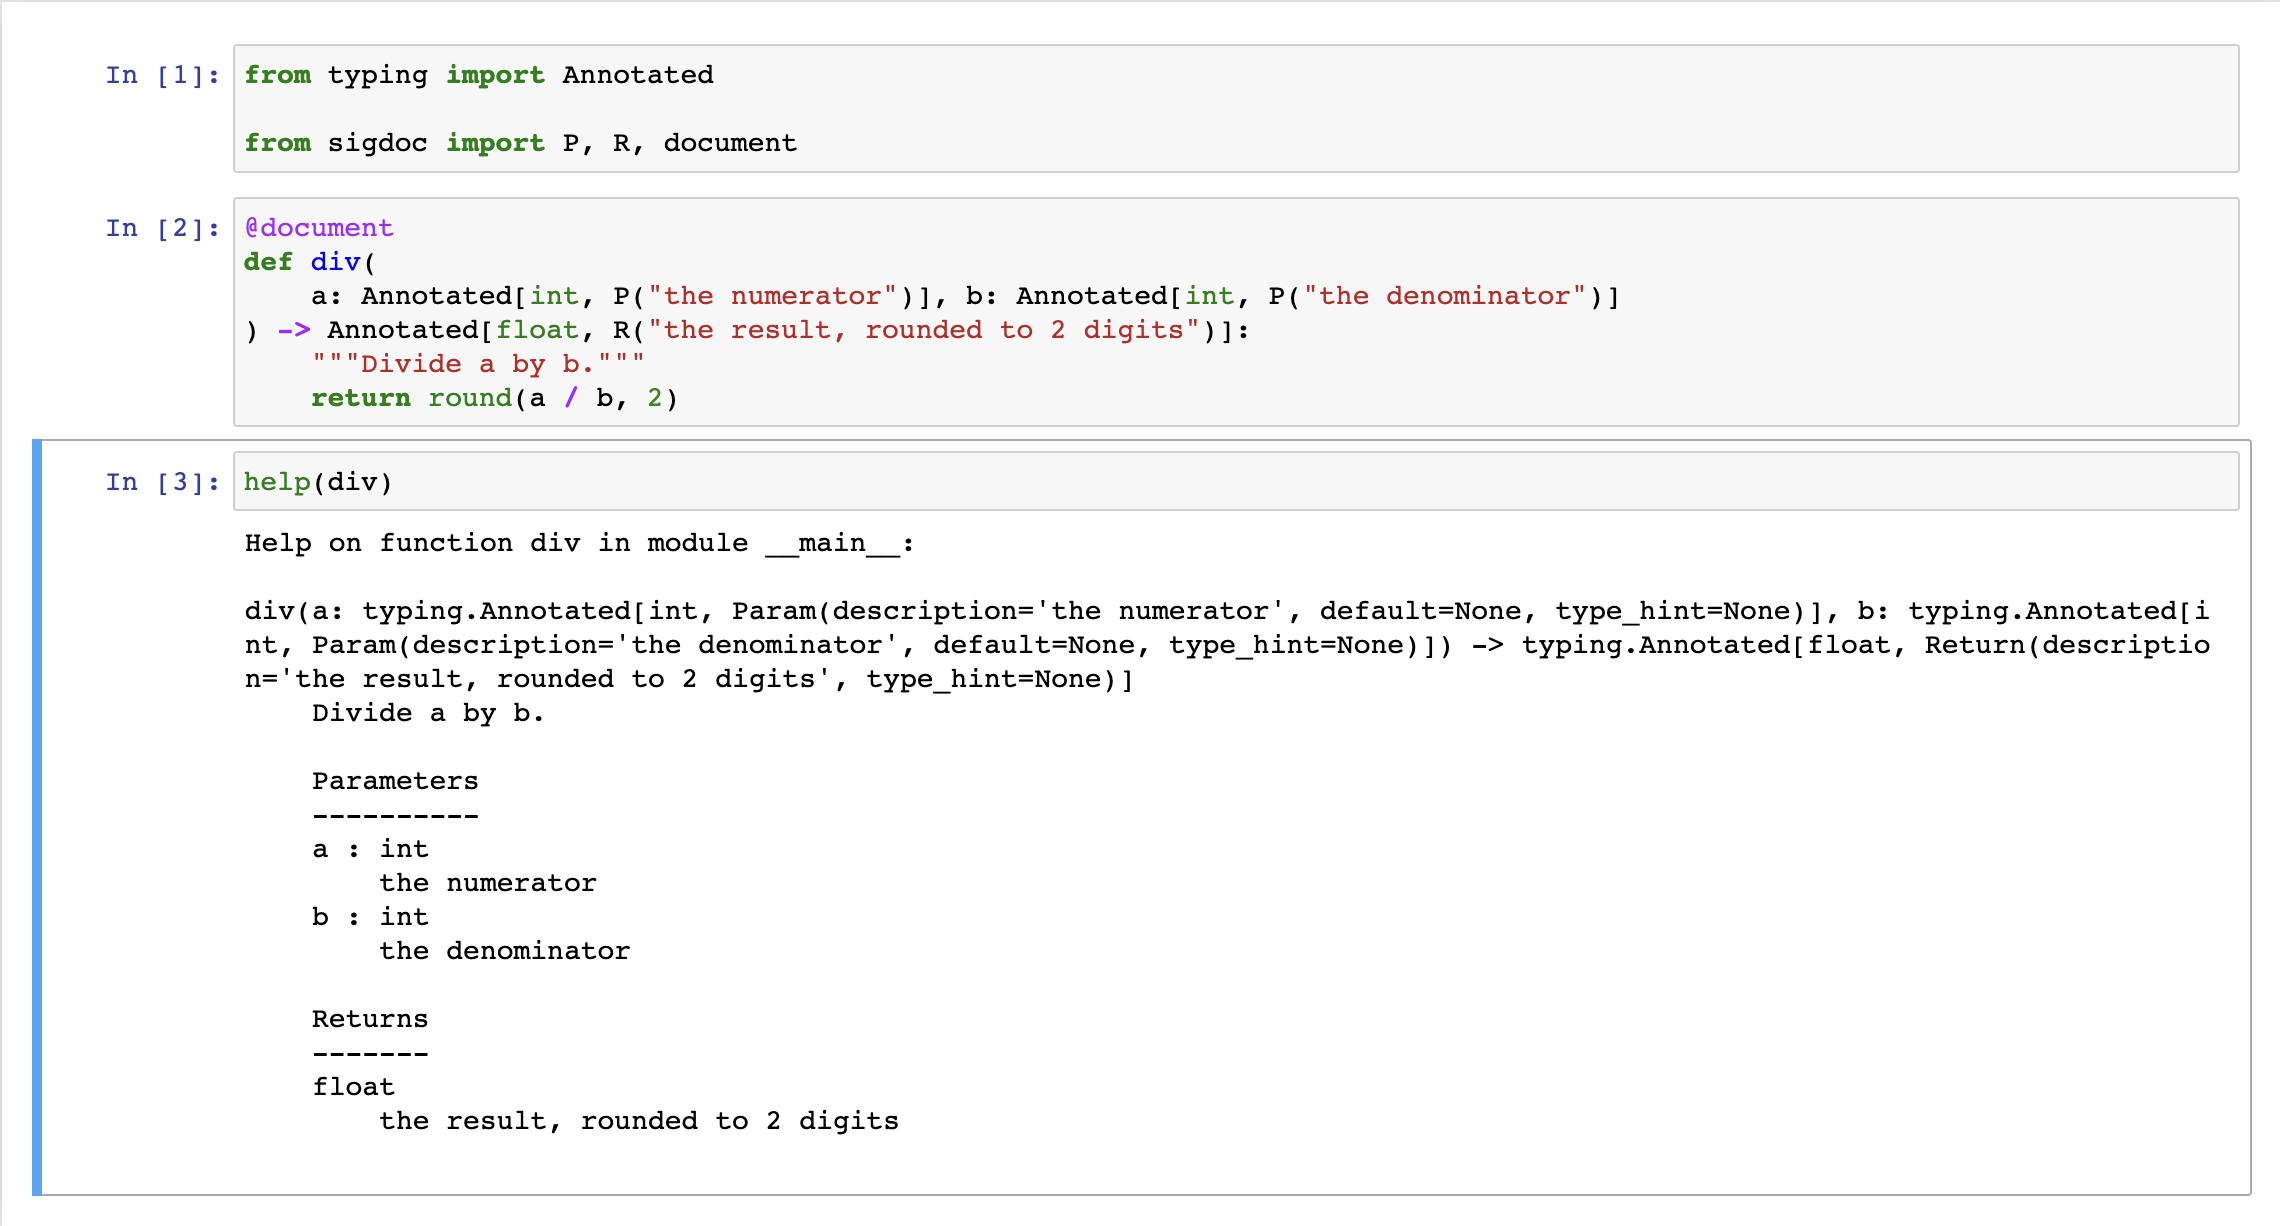 In [1]: from typing import Annotated

from sigdoc import P, R, document

In [2]: @document
def div(
    a: Annotated[int, P("the numerator")], b: Annotated[int, P("the denominator")]
) -> Annotated[float, R("the result, rounded to 2 digits")]:
    """Divide a by b."""
    return round(a / b, 2)

In [3]: help(div)

Help on function div in module __main__:

div(a: typing.Annotated[int, Param(description='the numerator', default=None, type_hint=None)], b: typing.Annotated[i
nt, Param(description='the denominator', default=None, type_hint=None)]) -> typing.Annotated[float, Return(descriptio
n='the result, rounded to 2 digits', type_hint=None)]
    Divide a by b.

    Parameters
    ----------
    a : int
        the numerator
    b : int
        the denominator

    Returns
    -------
    float
        the result, rounded to 2 digits